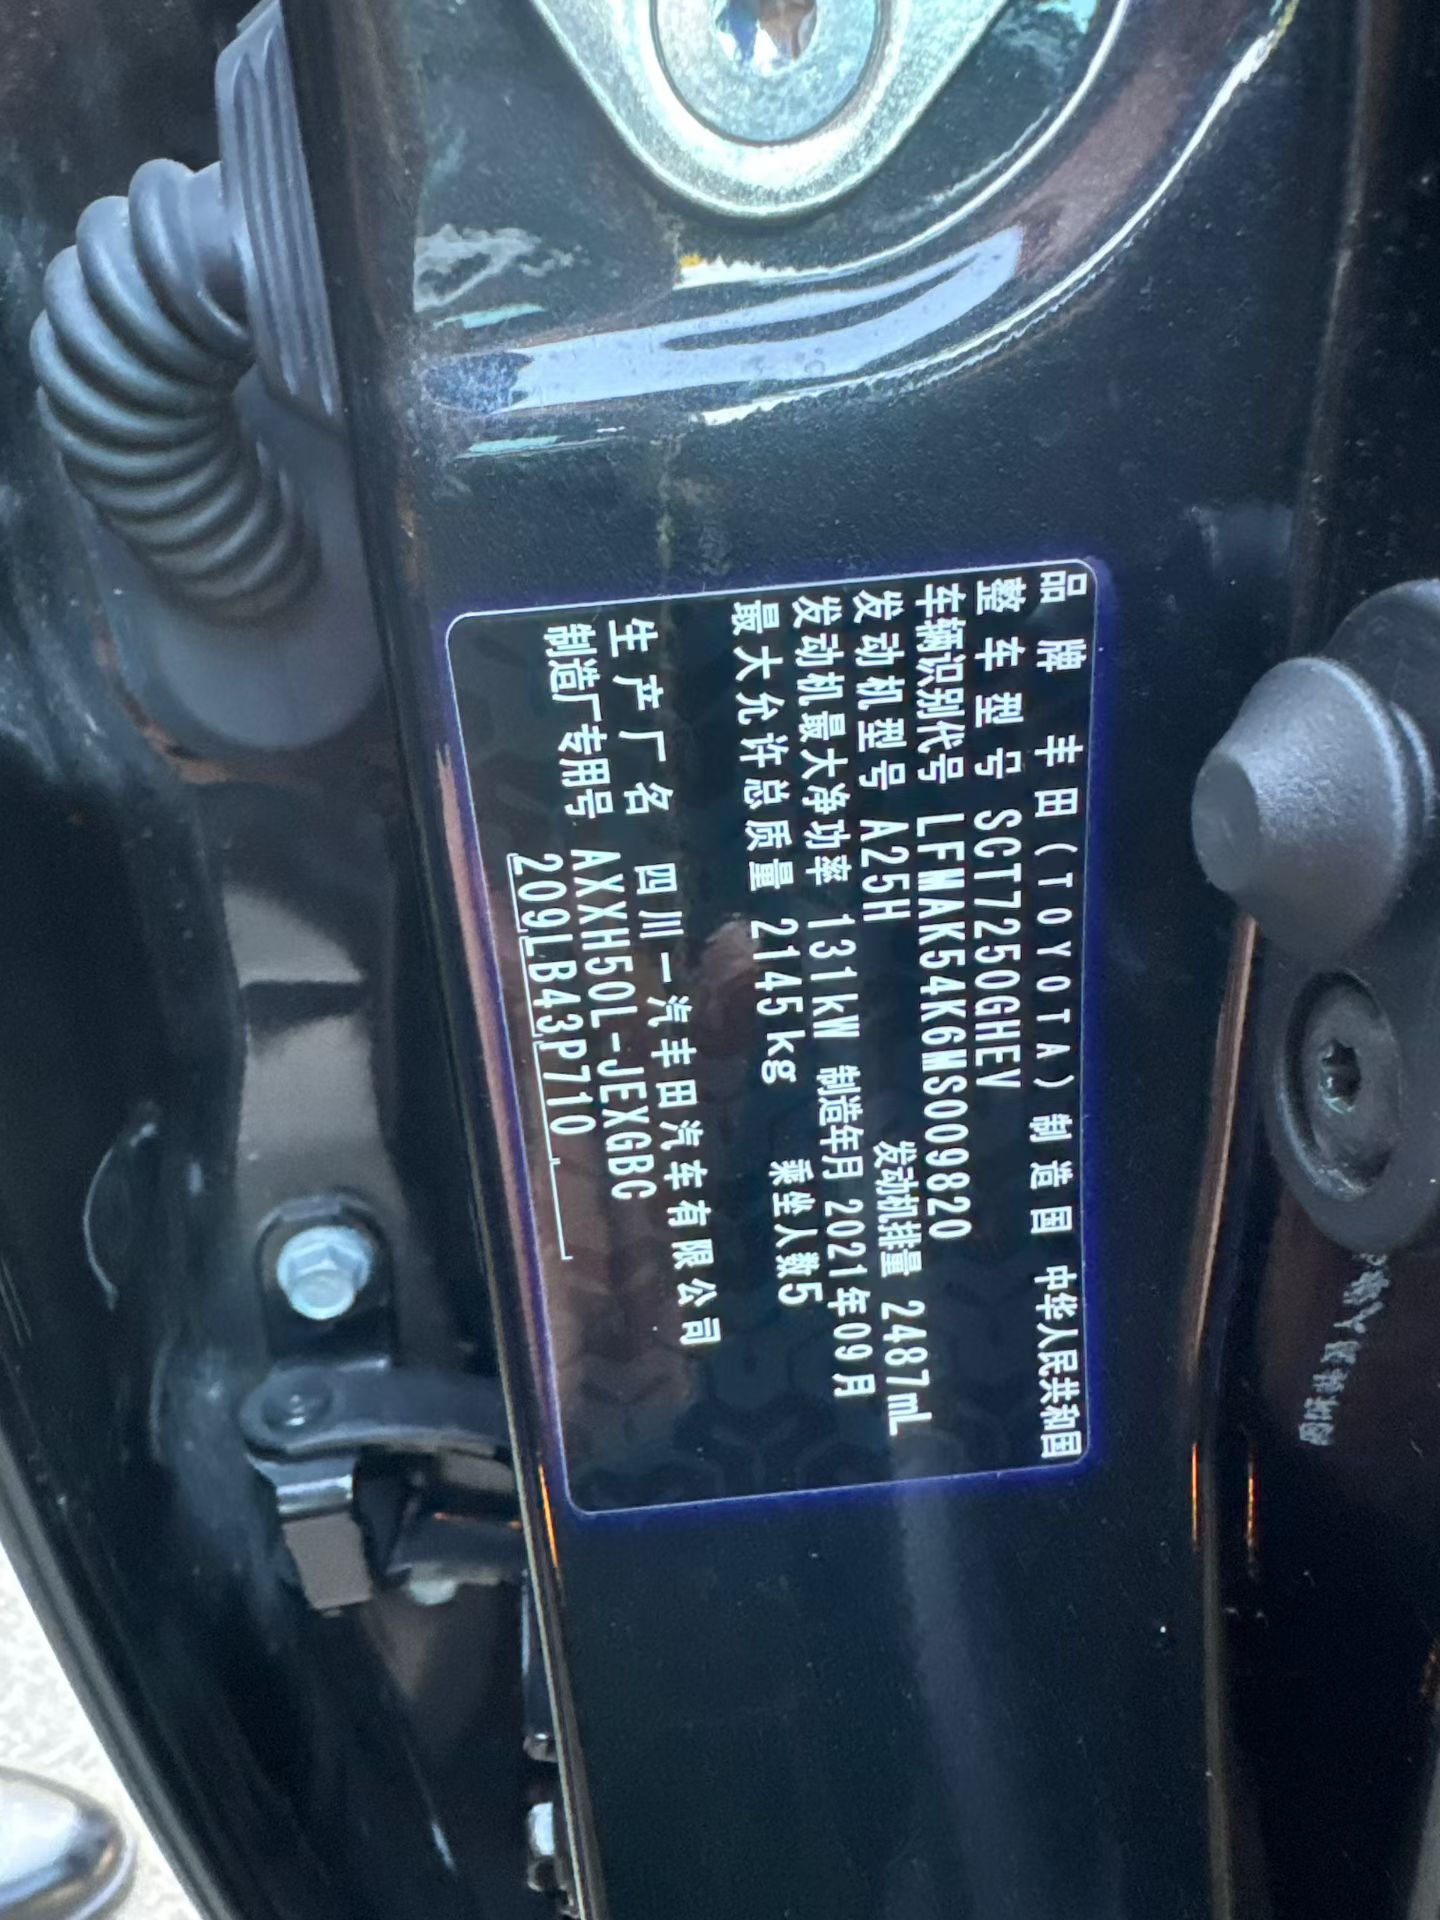 品牌 丰田(TOYOTA) 制造国 中华人民共和国
整车型号 SCT7250GHEV
车辆识别代号 LFMAK54K6MS009820
发动机型号 A25H 发动机排量 2487mL
发动机最大净功率 131kW 制造年月 2021年09月
最大允许总质量 2145kg 乘坐人数5
生产厂名 四川一汽丰田汽车有限公司
制造厂专用号 AXXH50L-JEXGBC
209LB43P710